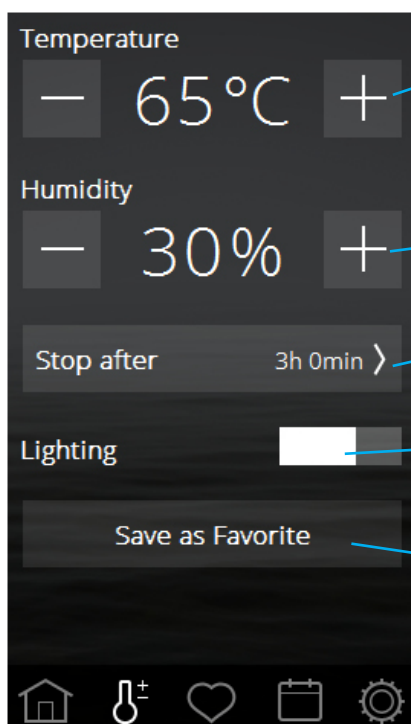 Temperature
— 65°C +
Humidity
— 30% +
Stop after 3h 0min >
Lighting
Save as Favorite